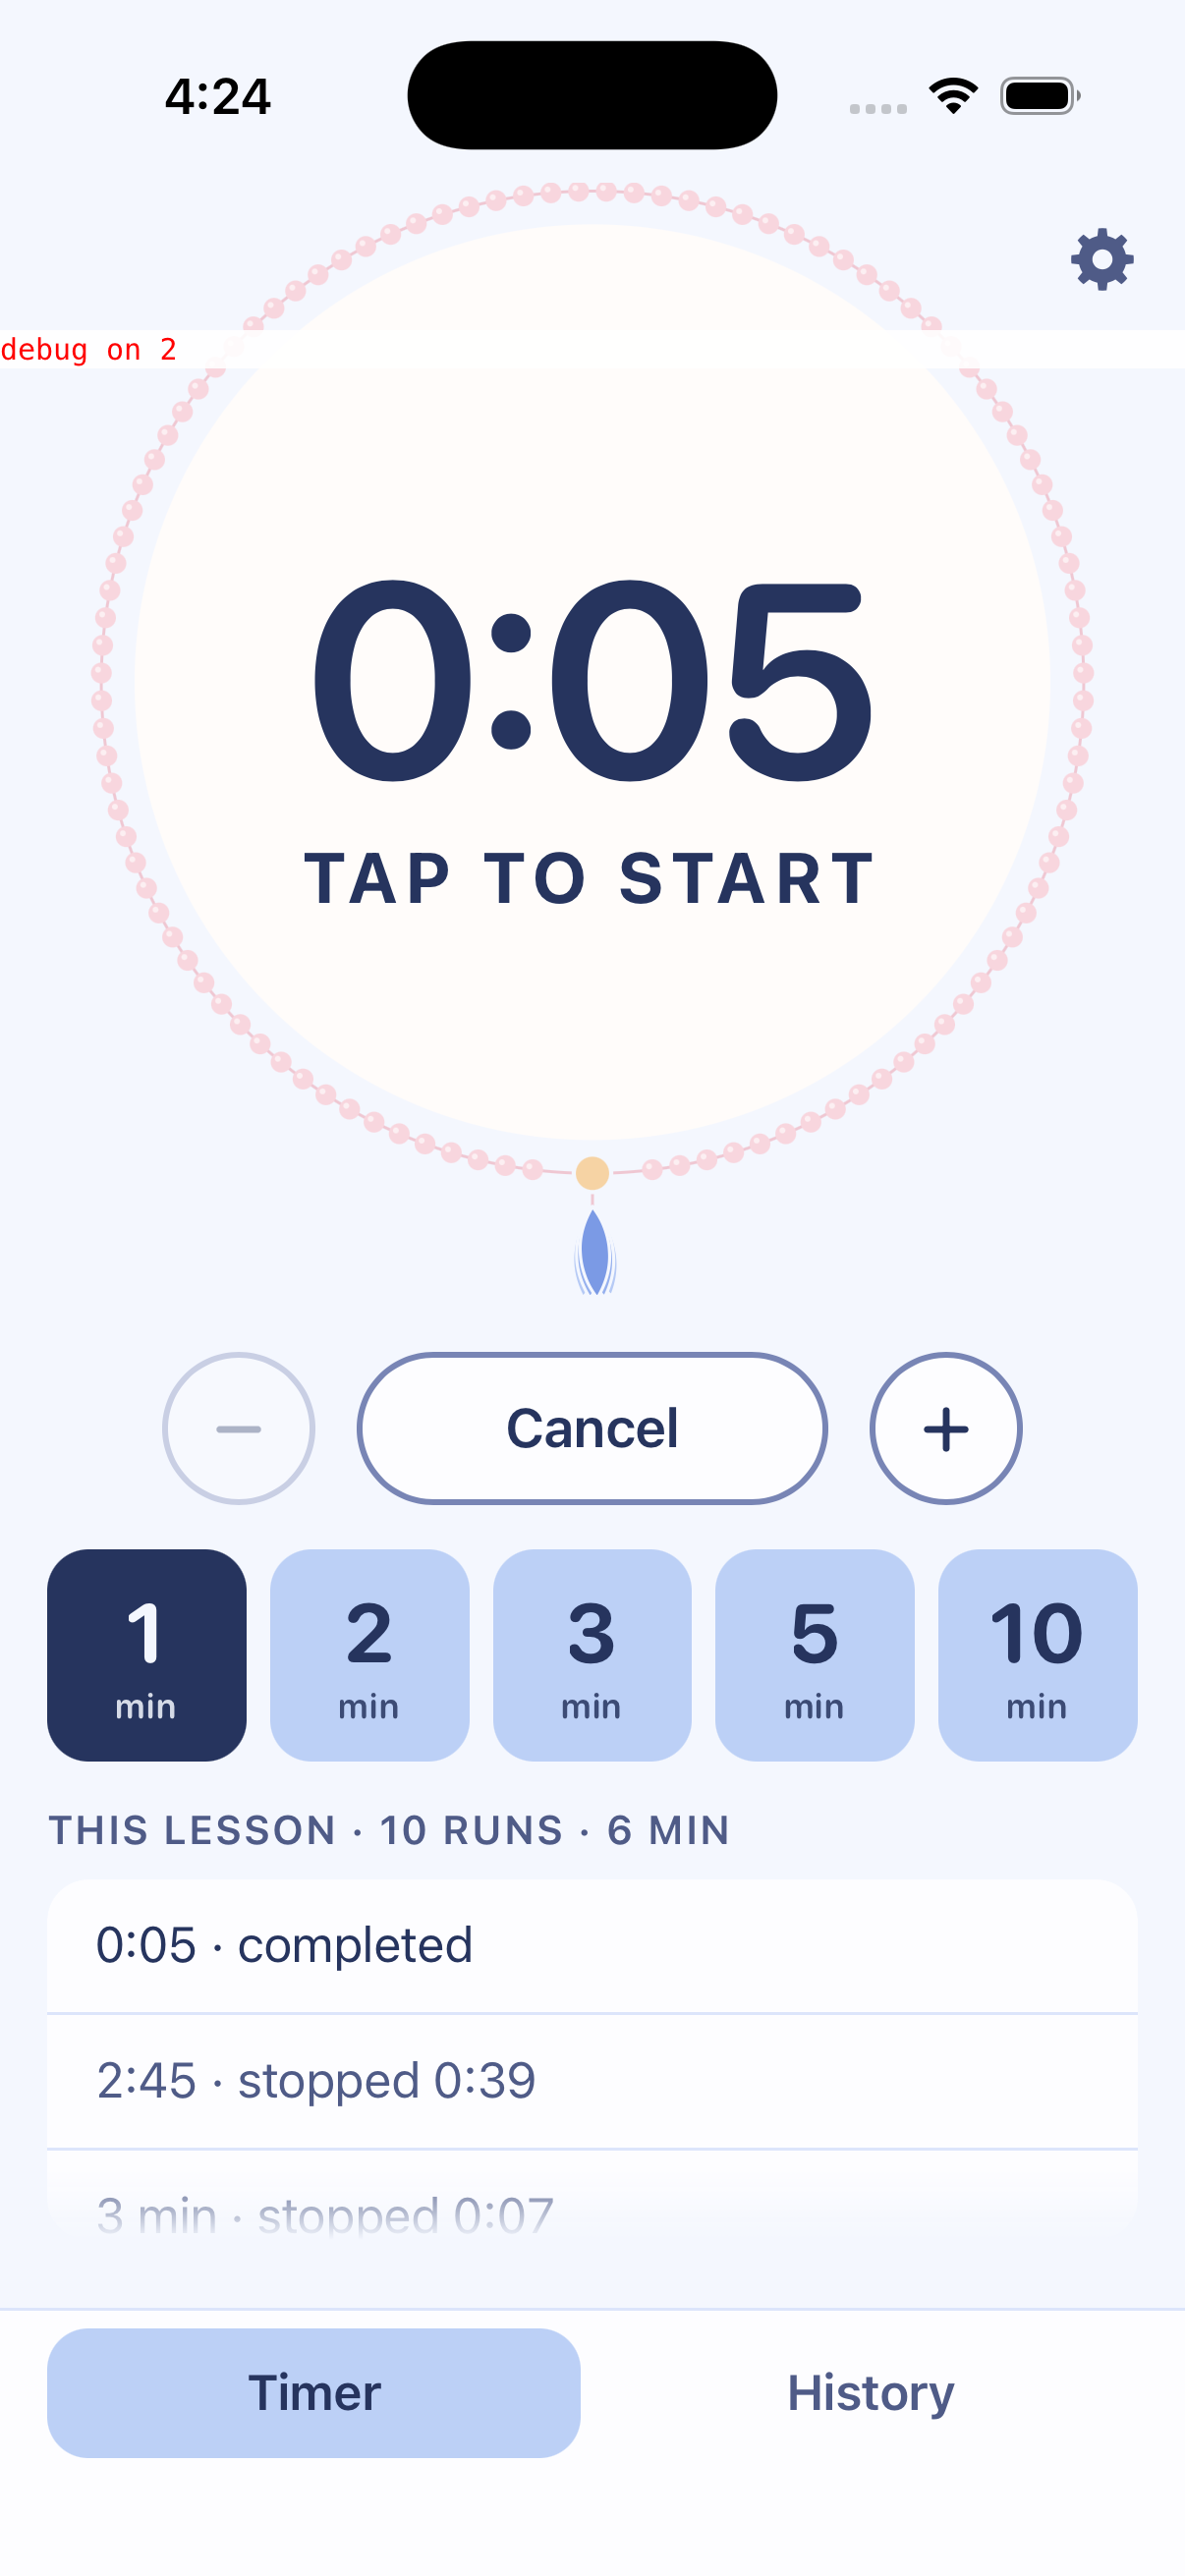 4:24
debug on 2
0:05
TAP TO START
− Cancel +
1 2 3 5 10
min min min min min
THIS LESSON · 10 RUNS · 6 MIN
0:05 · completed
2:45 · stopped 0:39
3 min · stopped 0:07
Timer History